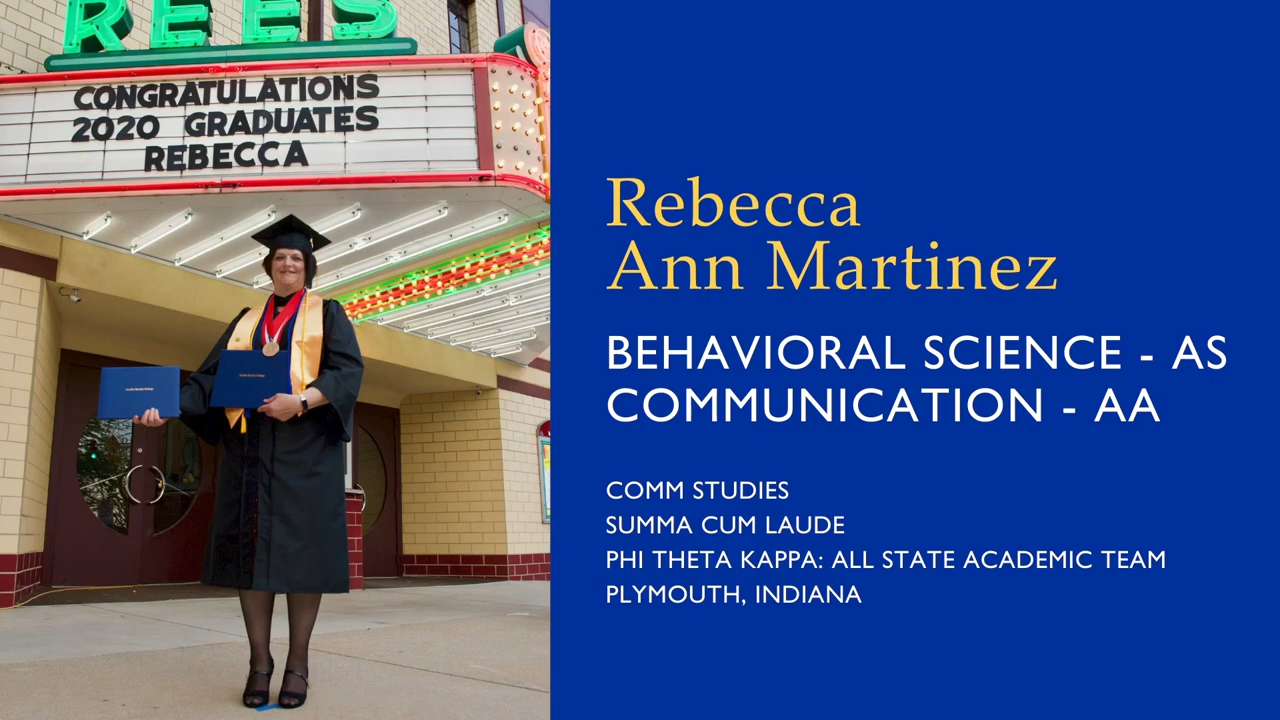 REES
CONGRATULATIONS
2020 GRADUATES
REBECCA
Rebecca
Ann Martinez
BEHAVIORAL SCIENCE - AS
COMMUNICATION - AA
COMM STUDIES
SUMMA CUM LAUDE
PHI THETA KAPPA: ALL STATE ACADEMIC TEAM
PLYMOUTH, INDIANA